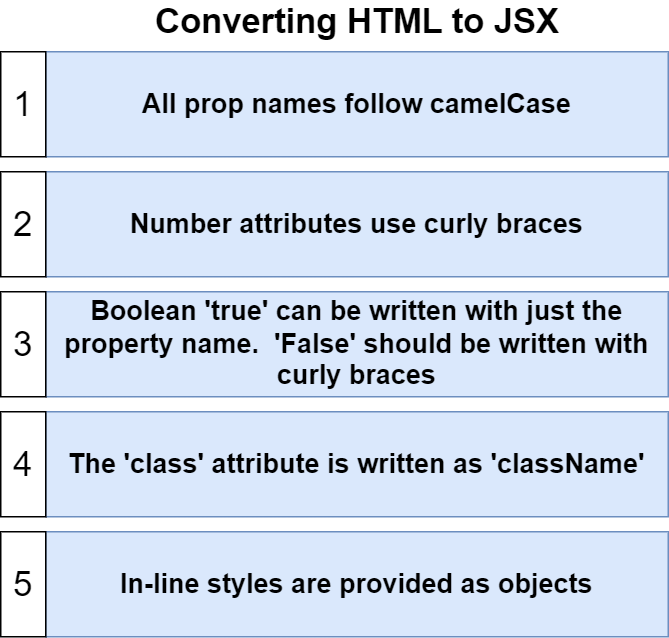 Converting HTML to JSX
1
All prop names follow camelCase
2
Number attributes use curly braces
3
Boolean 'true' can be written with just the
property name.  'False' should be written with
curly braces
4
The 'class' attribute is written as 'className'
5
In-line styles are provided as objects